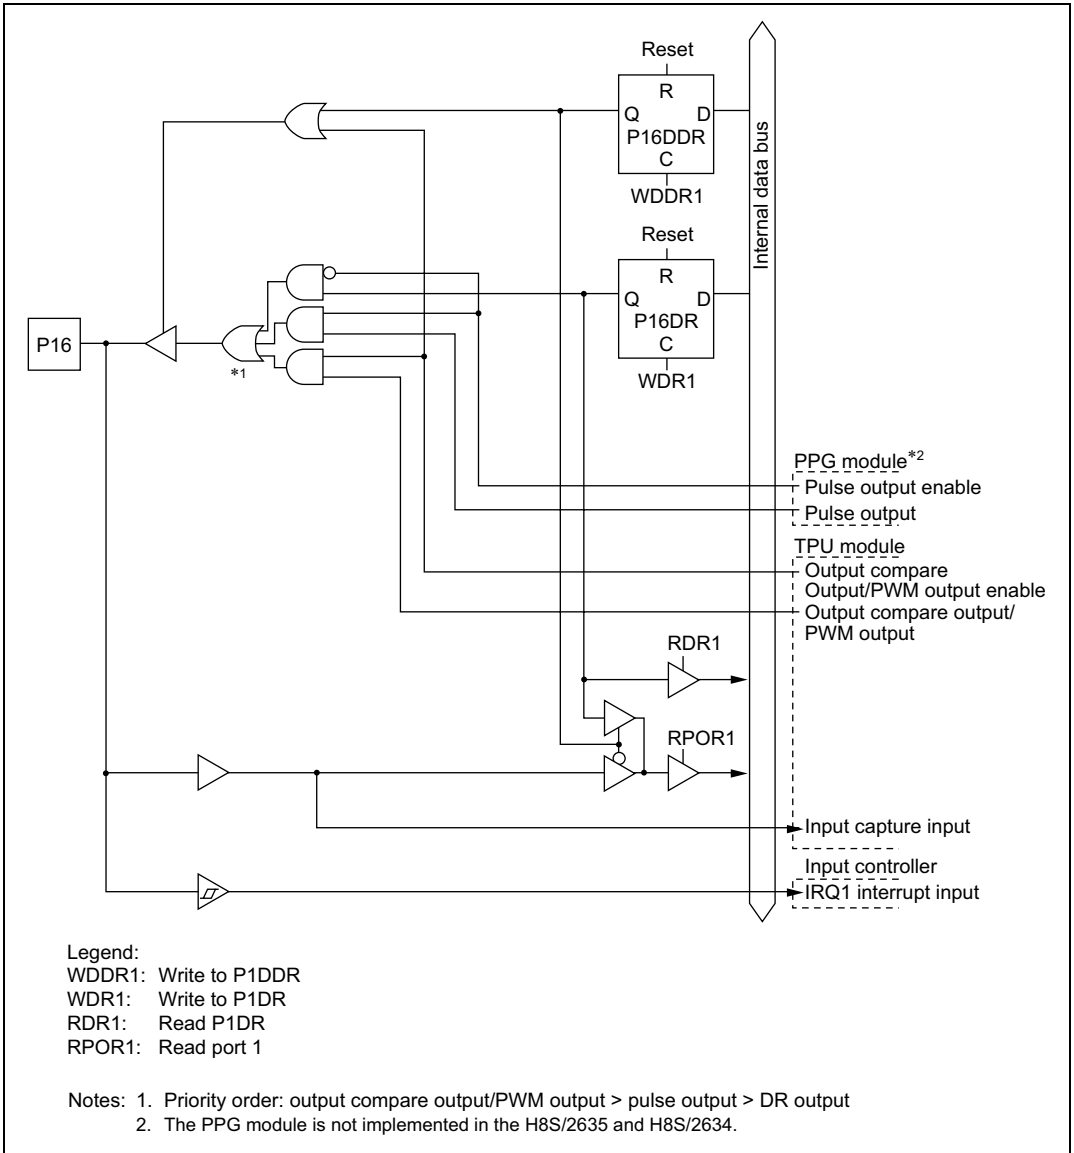 Reset
R
Q D
P16DDR
C
WDDR1
Internal data bus
Reset
R
Q D
P16DR
C
WDR1
P16
*1
PPG module*2
Pulse output enable
Pulse output
TPU module
Output compare
Output/PWM output enable
Output compare output/
PWM output
RDR1
RPOR1
Input capture input
Input controller
IRQ1 interrupt input
Legend:
WDDR1: Write to P1DDR
WDR1: Write to P1DR
RDR1: Read P1DR
RPOR1: Read port 1
Notes: 1. Priority order: output compare output/PWM output > pulse output > DR output
2. The PPG module is not implemented in the H8S/2635 and H8S/2634.